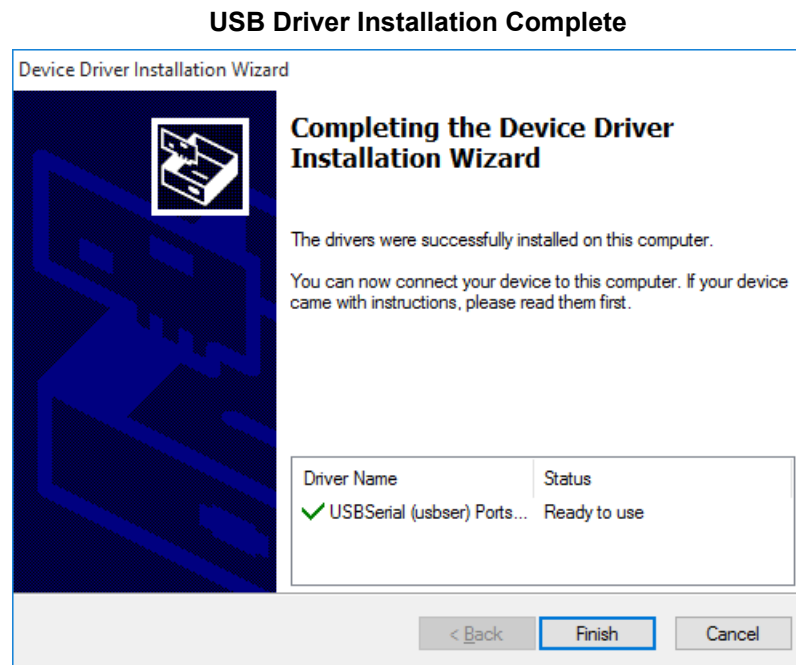 USB Driver Installation Complete
Device Driver Installation Wizard
Completing the Device Driver
Installation Wizard
The drivers were successfully installed on this computer.
You can now connect your device to this computer. If your device
came with instructions, please read them first.
Driver Name Status
USBSerial (usbser) Ports... Ready to use
< Back Finish Cancel